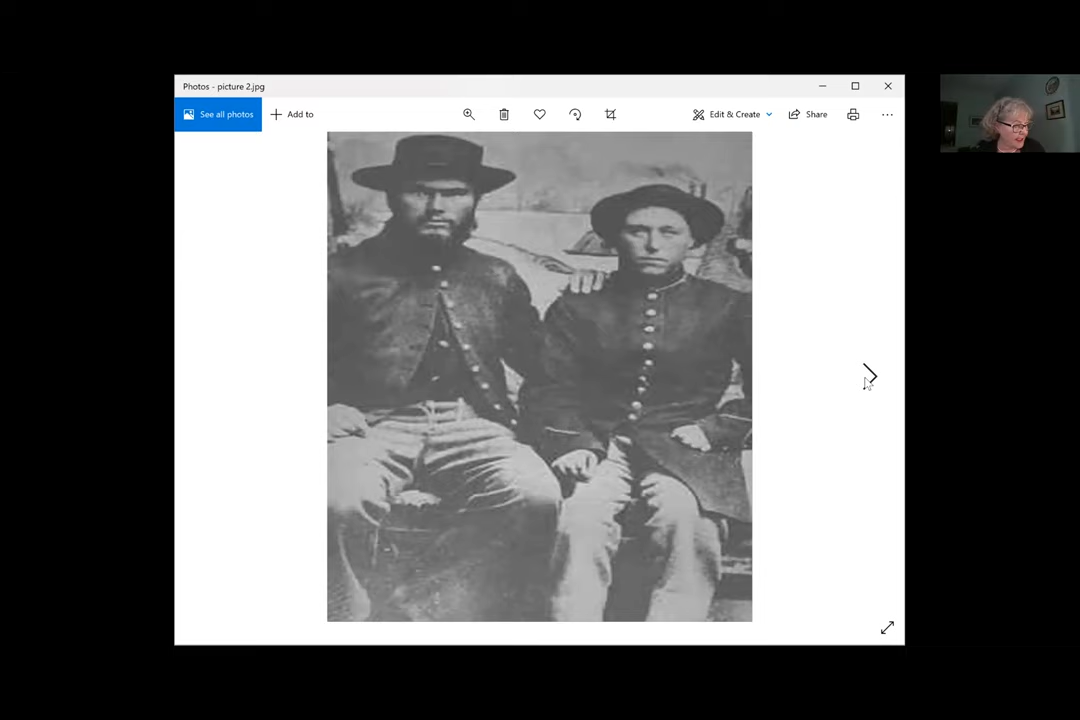 Photos - picture 2.jpg
See all photos
Add to
Edit & Create
Share